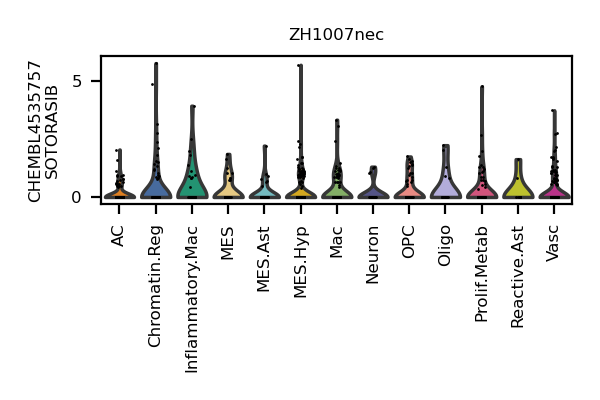 ZH1007nec
CHEMBL4535757
SOTORASIB
5
0
AC
Chromatin.Reg
Inflammatory.Mac
MES
MES.Ast
MES.Hyp
Mac
Neuron
OPC
Oligo
Prolif.Metab
Reactive.Ast
Vasc